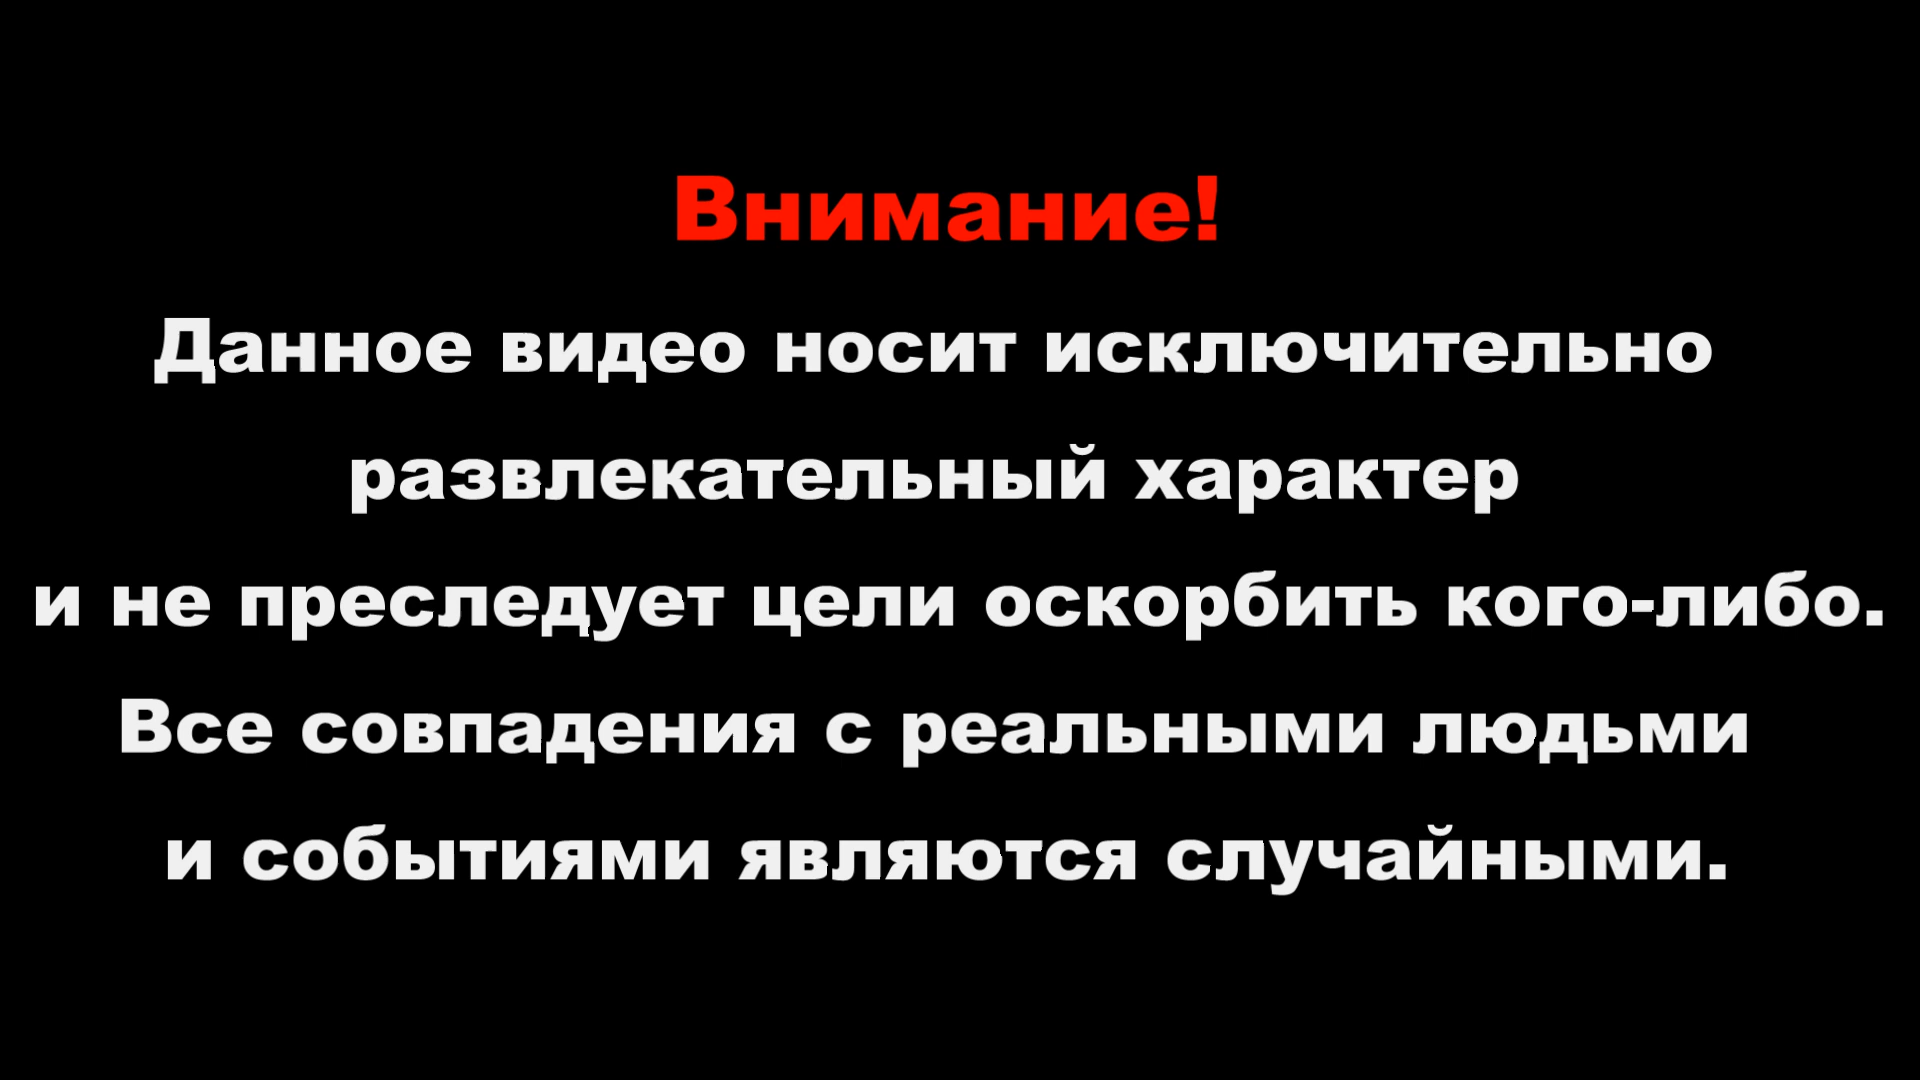 Внимание!
Данное видео носит исключительно
развлекательный характер
и не преследует цели оскорбить кого-либо.
Все совпадения с реальными людьми
и событиями являются случайными.